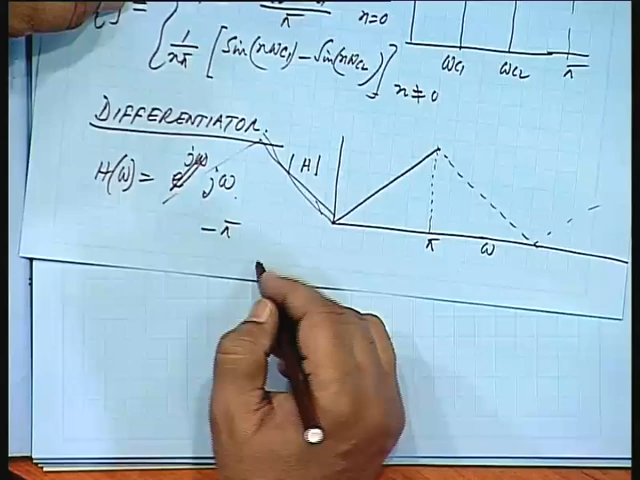 n=0
1/nπ [Sin(nωc1) − Sin(nωc2)] n≠0
ωc1 ωc2 π
DIFFERENTIATOR
|H|
H(ω) = jω
π ω
−π